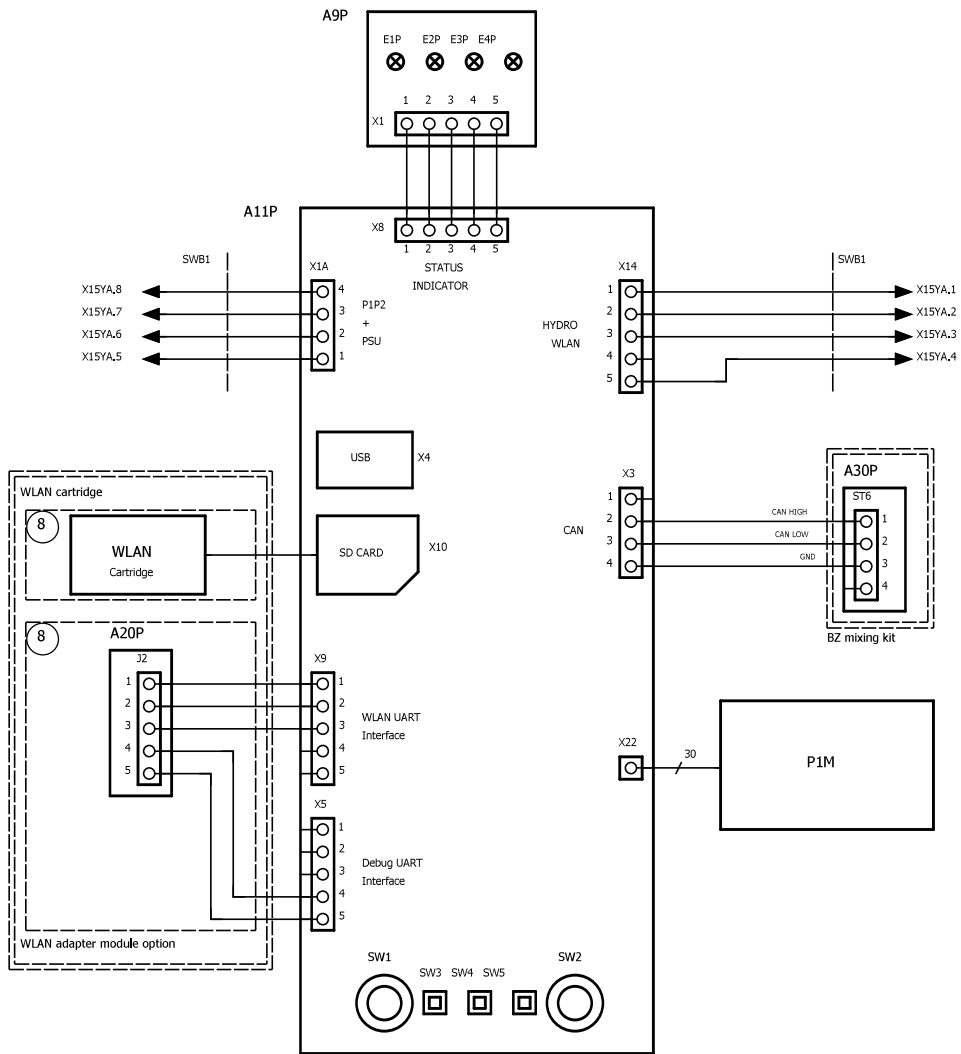 A9P
E1P E2P E3P E4P
1 2 3 4 5
X1
A11P
X8
1 2 3 4 5
STATUS
INDICATOR
SWB1
X1A
X15YA.8
4
X15YA.7
3
X15YA.6
2
X15YA.5
1
P1P2
+
PSU
X14
SWB1
1
X15YA.1
2
X15YA.2
3
X15YA.3
4
X15YA.4
5
HYDRO
WLAN
USB
X4
WLAN cartridge
8
WLAN
Cartridge
SD CARD
X10
X3
1
2
3
4
CAN
CAN HIGH
CAN LOW
GND
A30P
ST6
1
2
3
4
BZ mixing kit
8
A20P
J2
1
2
3
4
5
X9
1
2
3
4
5
WLAN UART
Interface
X22
30
P1M
X5
1
2
3
4
5
Debug UART
Interface
WLAN adapter module option
SW1
SW3 SW4 SW5
SW2